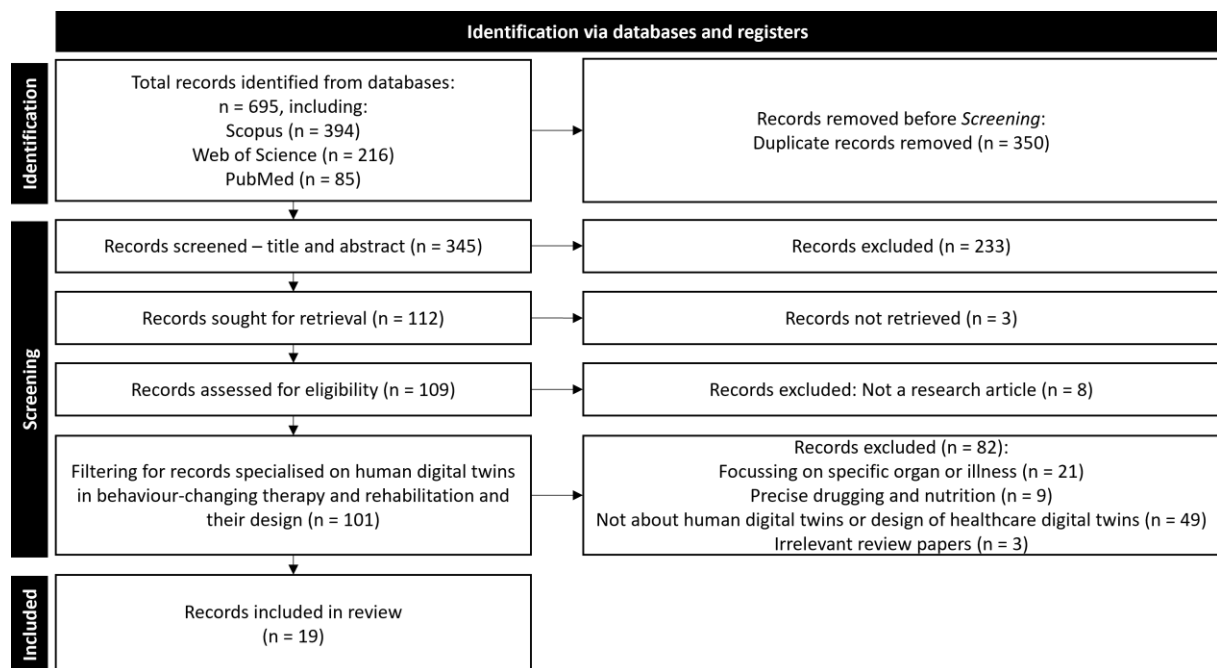 Identification via databases and registers
Identification
Total records identified from databases:
n = 695, including:
Scopus (n = 394)
Web of Science (n = 216)
PubMed (n = 85)
Records removed before Screening:
Duplicate records removed (n = 350)
Screening
Records screened – title and abstract (n = 345)
Records excluded (n = 233)
Records sought for retrieval (n = 112)
Records not retrieved (n = 3)
Records assessed for eligibility (n = 109)
Records excluded: Not a research article (n = 8)
Filtering for records specialised on human digital twins
in behaviour-changing therapy and rehabilitation and
their design (n = 101)
Records excluded (n = 82):
Focussing on specific organ or illness (n = 21)
Precise drugging and nutrition (n = 9)
Not about human digital twins or design of healthcare digital twins (n = 49)
Irrelevant review papers (n = 3)
Included
Records included in review
(n = 19)